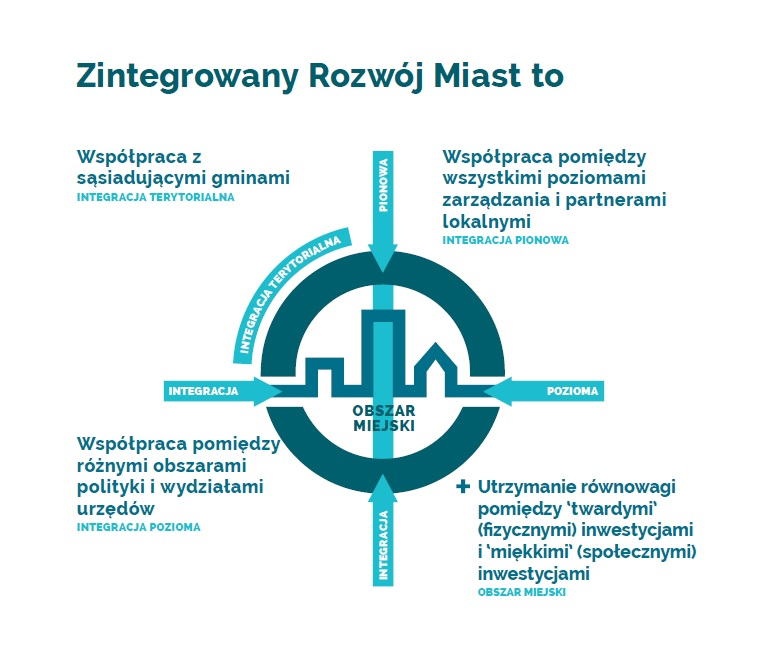 Zintegrowany Rozwój Miast to
Współpraca z
sąsiadującymi gminami
INTEGRACJA TERYTORIALNA
Współpraca pomiędzy
wszystkimi poziomami
zarządzania i partnerami
lokalnymi
INTEGRACJA PIONOWA
PIONOWA
INTEGRACJA TERYTORIALNA
INTEGRACJA
POZIOMA
OBSZAR
MIEJSKI
Współpraca pomiędzy
różnymi obszarami
polityki i wydziałami
urzędów
INTEGRACJA POZIOMA
INTEGRACJA
+ Utrzymanie równowagi
pomiędzy ‘twardymi’
(fizycznymi) inwestycjami
i ‘miękkimi’ (społecznymi)
inwestycjami
OBSZAR MIEJSKI